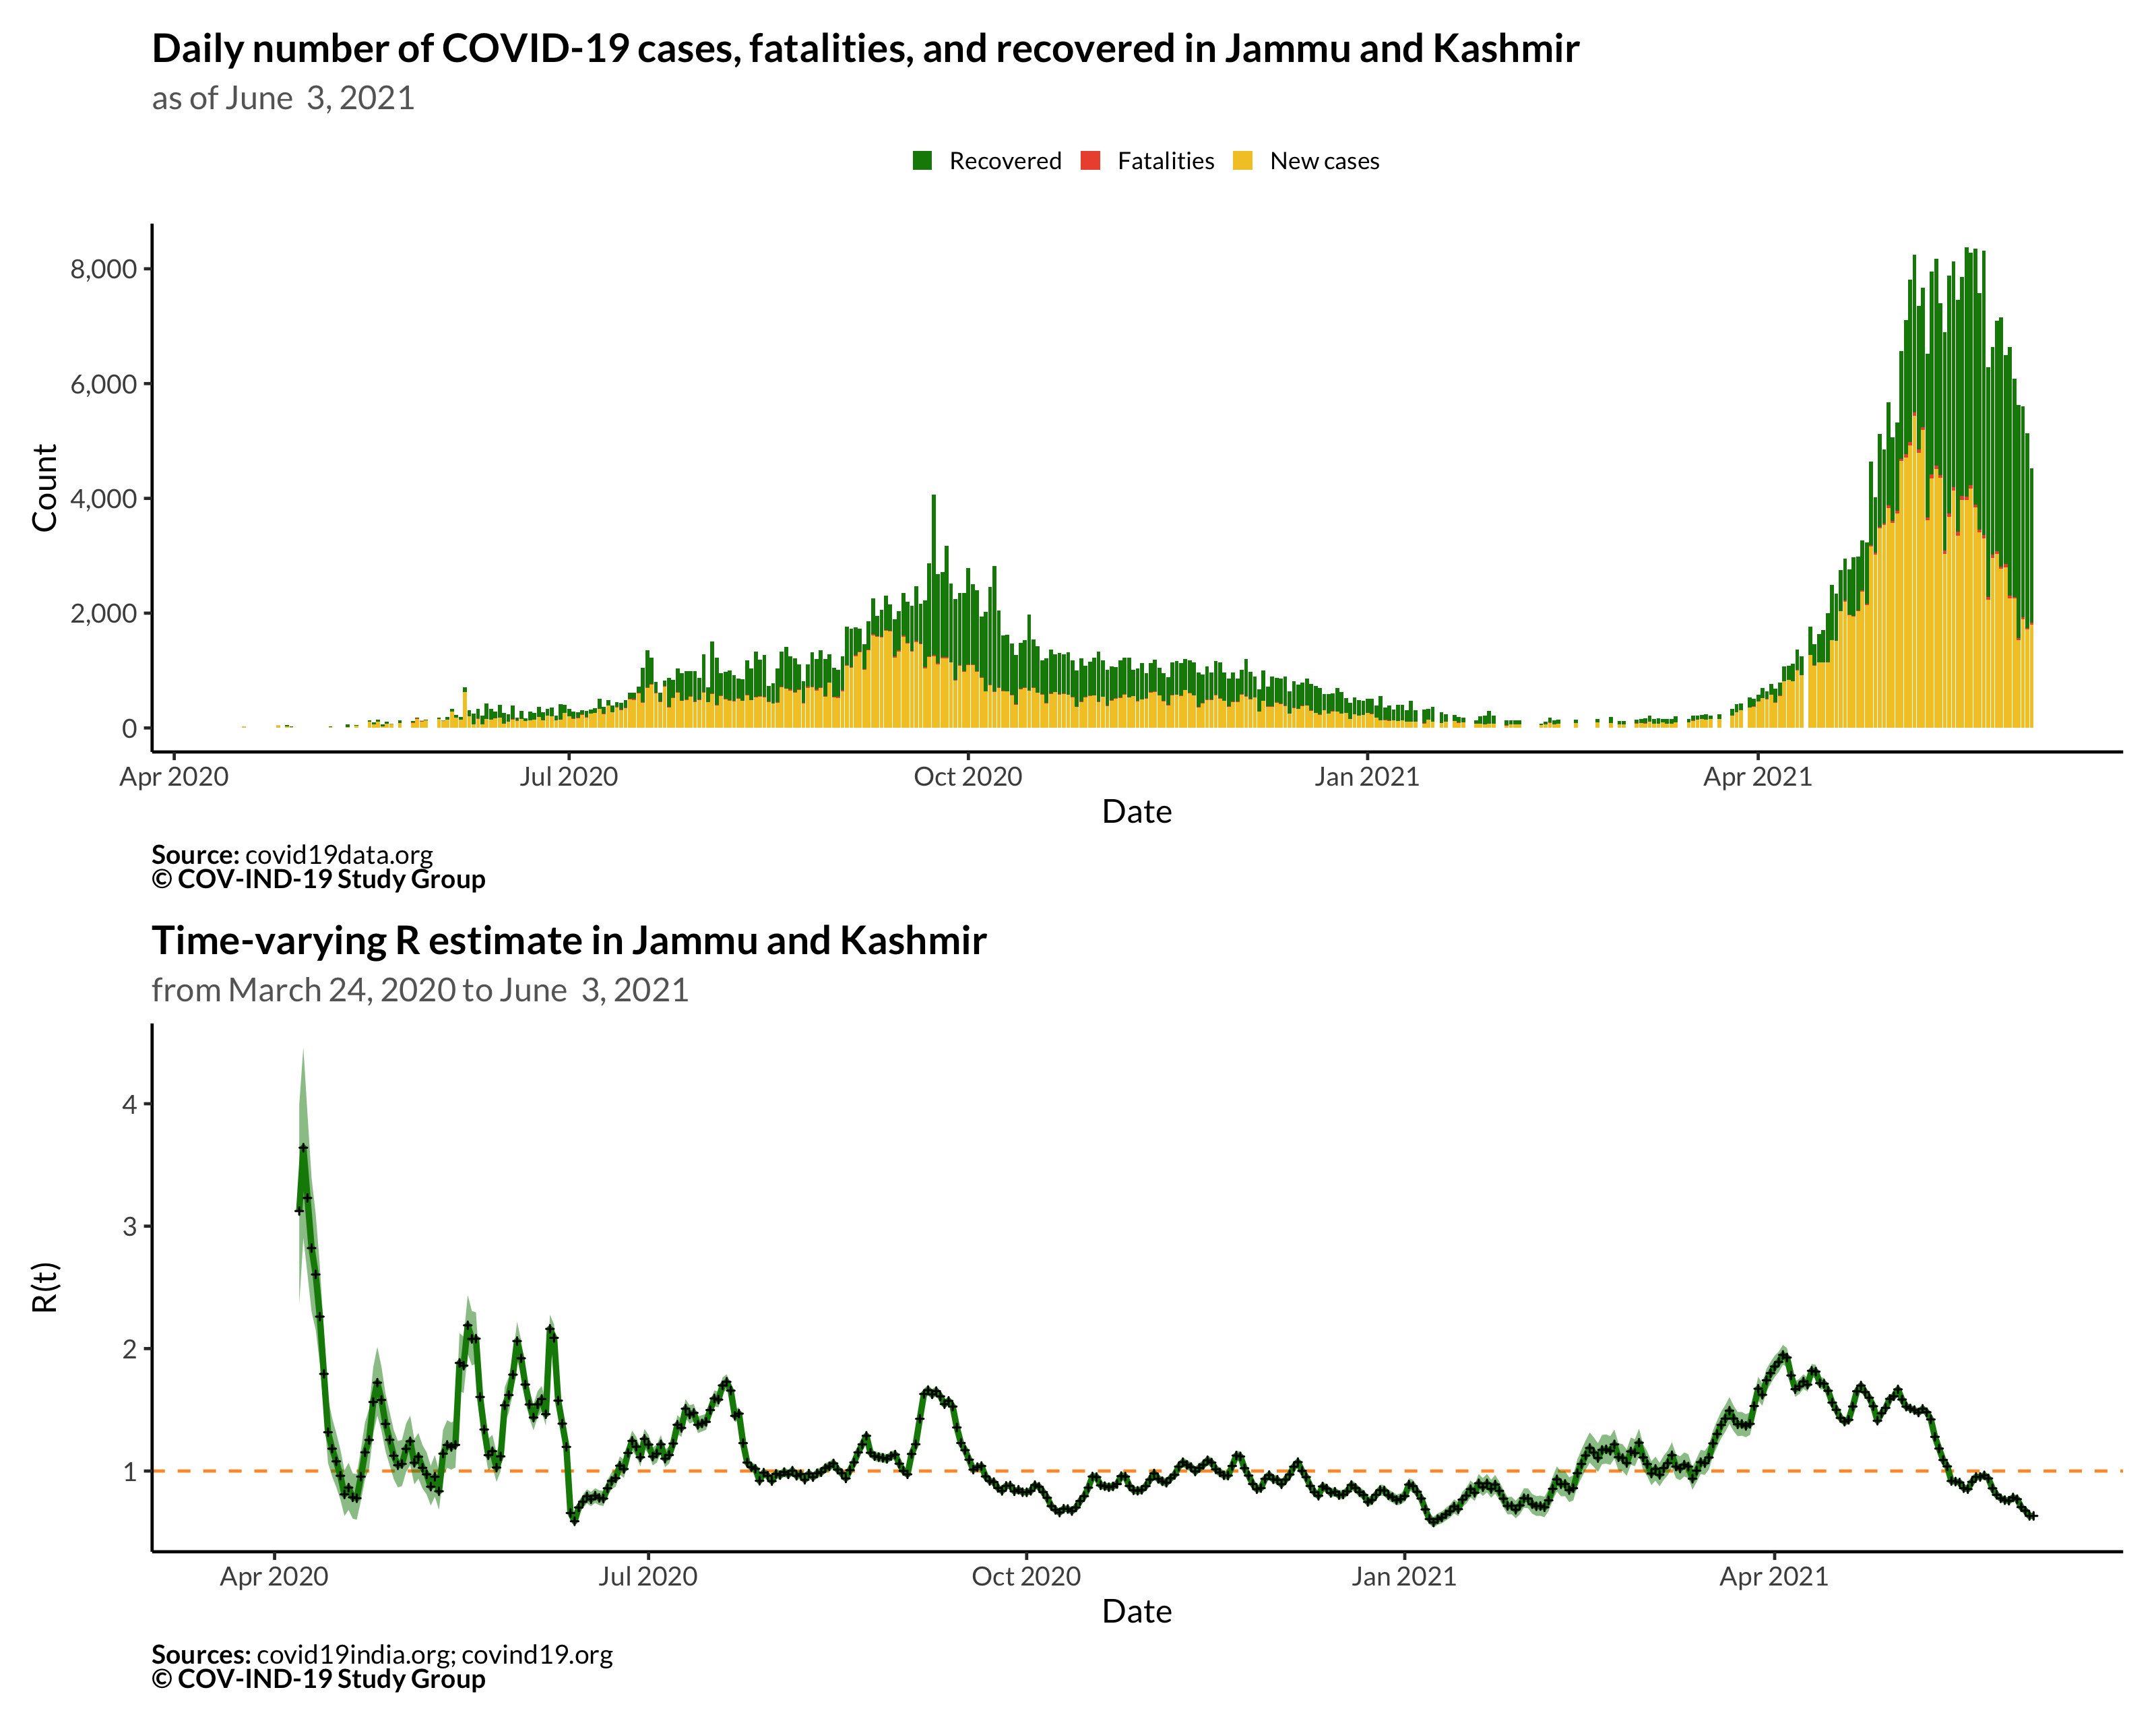 Daily number of COVID-19 cases, fatalities, and recovered in Jammu and Kashmir
as of June  3, 2021
Recovered Fatalities New cases
8,000
6,000
4,000
2,000
0
Count
Apr 2020 Jul 2020 Oct 2020 Jan 2021 Apr 2021
Date
Source: covid19data.org
© COV-IND-19 Study Group
Time-varying R estimate in Jammu and Kashmir
from March 24, 2020 to June  3, 2021
4
3
2
1
R(t)
Apr 2020 Jul 2020 Oct 2020 Jan 2021 Apr 2021
Date
Sources: covid19india.org; covind19.org
© COV-IND-19 Study Group